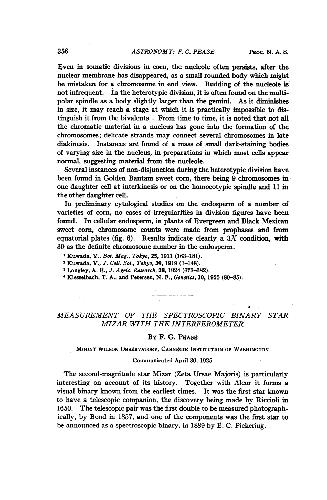 356 ASTRONOMY: F. G. PEASE PROC. N. A. S.
Even in somatic divisions in corn, the nucleole often persists, after the
nuclear membrane has disappeared, as a small rounded body which might
be mistaken for a chromosome in end view. Budding of the nucleole is
not infrequent. In the heterotypic division, it is often found on the multi-
polar spindle as a body slightly larger than the gemini. As it diminishes
in size, it may reach a stage at which it is practically impossible to dis-
tinguish it from the bivalents. From time to time, it is noted that not all
the chromatin material in a nucleus has gone into the formation of the
chromosomes; delicate strands may connect several chromosomes in late
diakinesis. Instances are found of a mass of small dark-staining bodies
of varying size in the nucleus, in preparations in which most cells appear
normal, suggesting material from the nucleole.
Several instances of non-disjunction during the heterotypic division have
been found in Golden Bantam sweet corn, there being 9 chromosomes in
one daughter cell at interkinesis or on the homoeotypic spindle and 11 in
the other daughter cell.
In preliminary cytological studies on the endosperm of a number of
varieties of corn, no cases of irregularities in division figures have been
found. In cellular endosperm, in plants of Evergreen and Black Mexican
sweet corn, chromosome counts were made from prophases and from
equatorial plates (fig. 6). Results indicate clearly a 3X condition, with
30 as the definite chromosome number in the endosperm.
¹ Kuwada, Y., Bot. Mag., Tokyo, 25, 1911 (163-181).
² Kuwada, Y., J. Coll. Sci., Tokyo, 39, 1919 (1-148).
³ Longley, A. E., J. Agric. Research, 28, 1924 (673-682).
⁴ Kiesselbach, T. A., and Petersen, N. F., Genetics, 10, 1925 (80-85).
MEASUREMENT OF THE SPECTROSCOPIC BINARY STAR
MIZAR WITH THE INTERFEROMETER
BY F. G. PEASE
MOUNT WILSON OBSERVATORY, CARNEGIE INSTITUTION OF WASHINGTON
Communicated April 30, 1925
The second-magnitude star Mizar (Zeta Ursae Majoris) is particularly
interesting on account of its history. Together with Alcor it forms a
visual binary known from the earliest times. It was the first star known
to have a telescopic companion, the discovery being made by Riccioli in
1650. The telescopic pair was the first double to be measured photograph-
ically, by Bond in 1857, and one of the components was the first star to
be announced as a spectroscopic binary, in 1889 by E. C. Pickering.